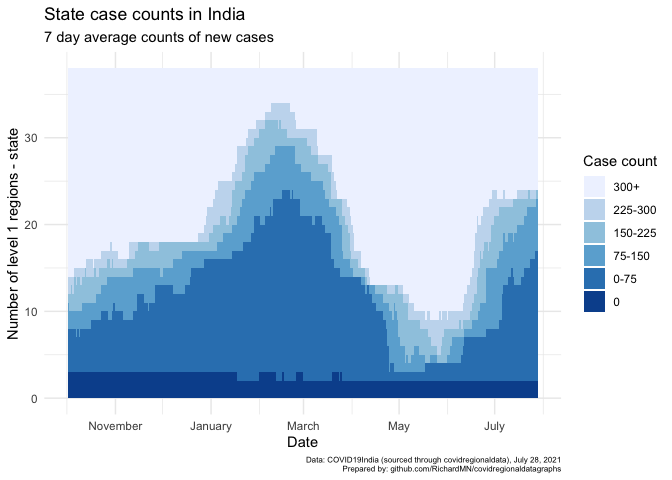 State case counts in India
7 day average counts of new cases
Number of level 1 regions - state
30
20
10
0
November
January
March
May
July
Date
Case count
300+
225-300
150-225
75-150
0-75
0
Data: COVID19India (sourced through covidregionaldata), July 28, 2021
Prepared by: github.com/RichardMN/covidregionaldatagraphs